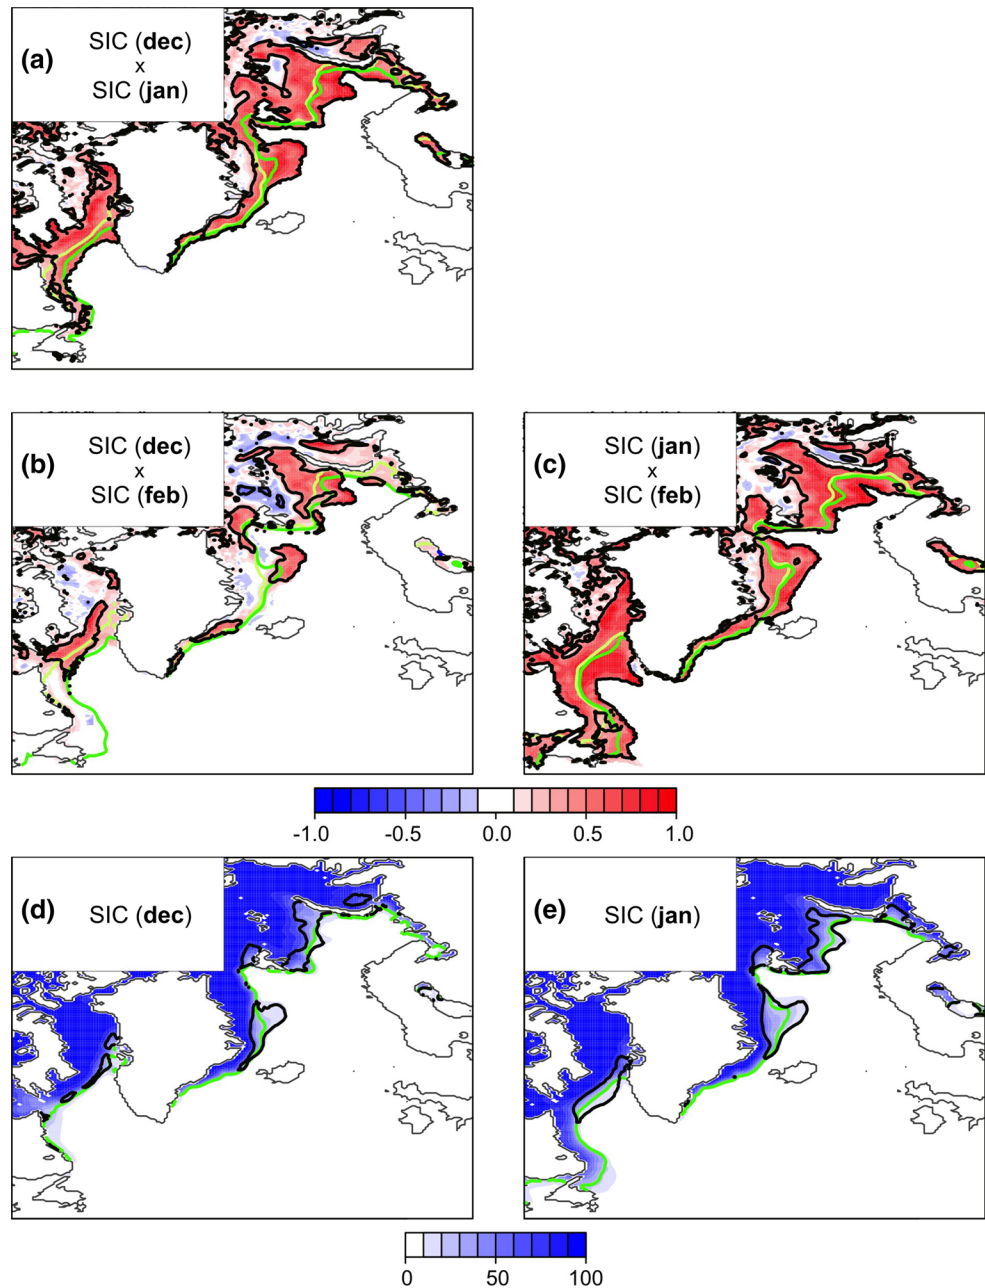 (a)
SIC (dec)
x
SIC (jan)
(b)
SIC (dec)
x
SIC (feb)
(c)
SIC (jan)
x
SIC (feb)
-1.0 -0.5 0.0 0.5 1.0
(d)
SIC (dec)
(e)
SIC (jan)
0 50 100